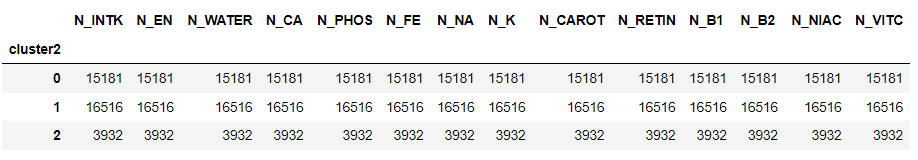 N_INTK N_EN N_WATER N_CA N_PHOS N_FE N_NA N_K N_CAROT N_RETIN N_B1 N_B2 N_NIAC N_VITC
cluster2
0 15181 15181 15181 15181 15181 15181 15181 15181 15181 15181 15181 15181 15181 15181
1 16516 16516 16516 16516 16516 16516 16516 16516 16516 16516 16516 16516 16516 16516
2 3932 3932 3932 3932 3932 3932 3932 3932 3932 3932 3932 3932 3932 3932